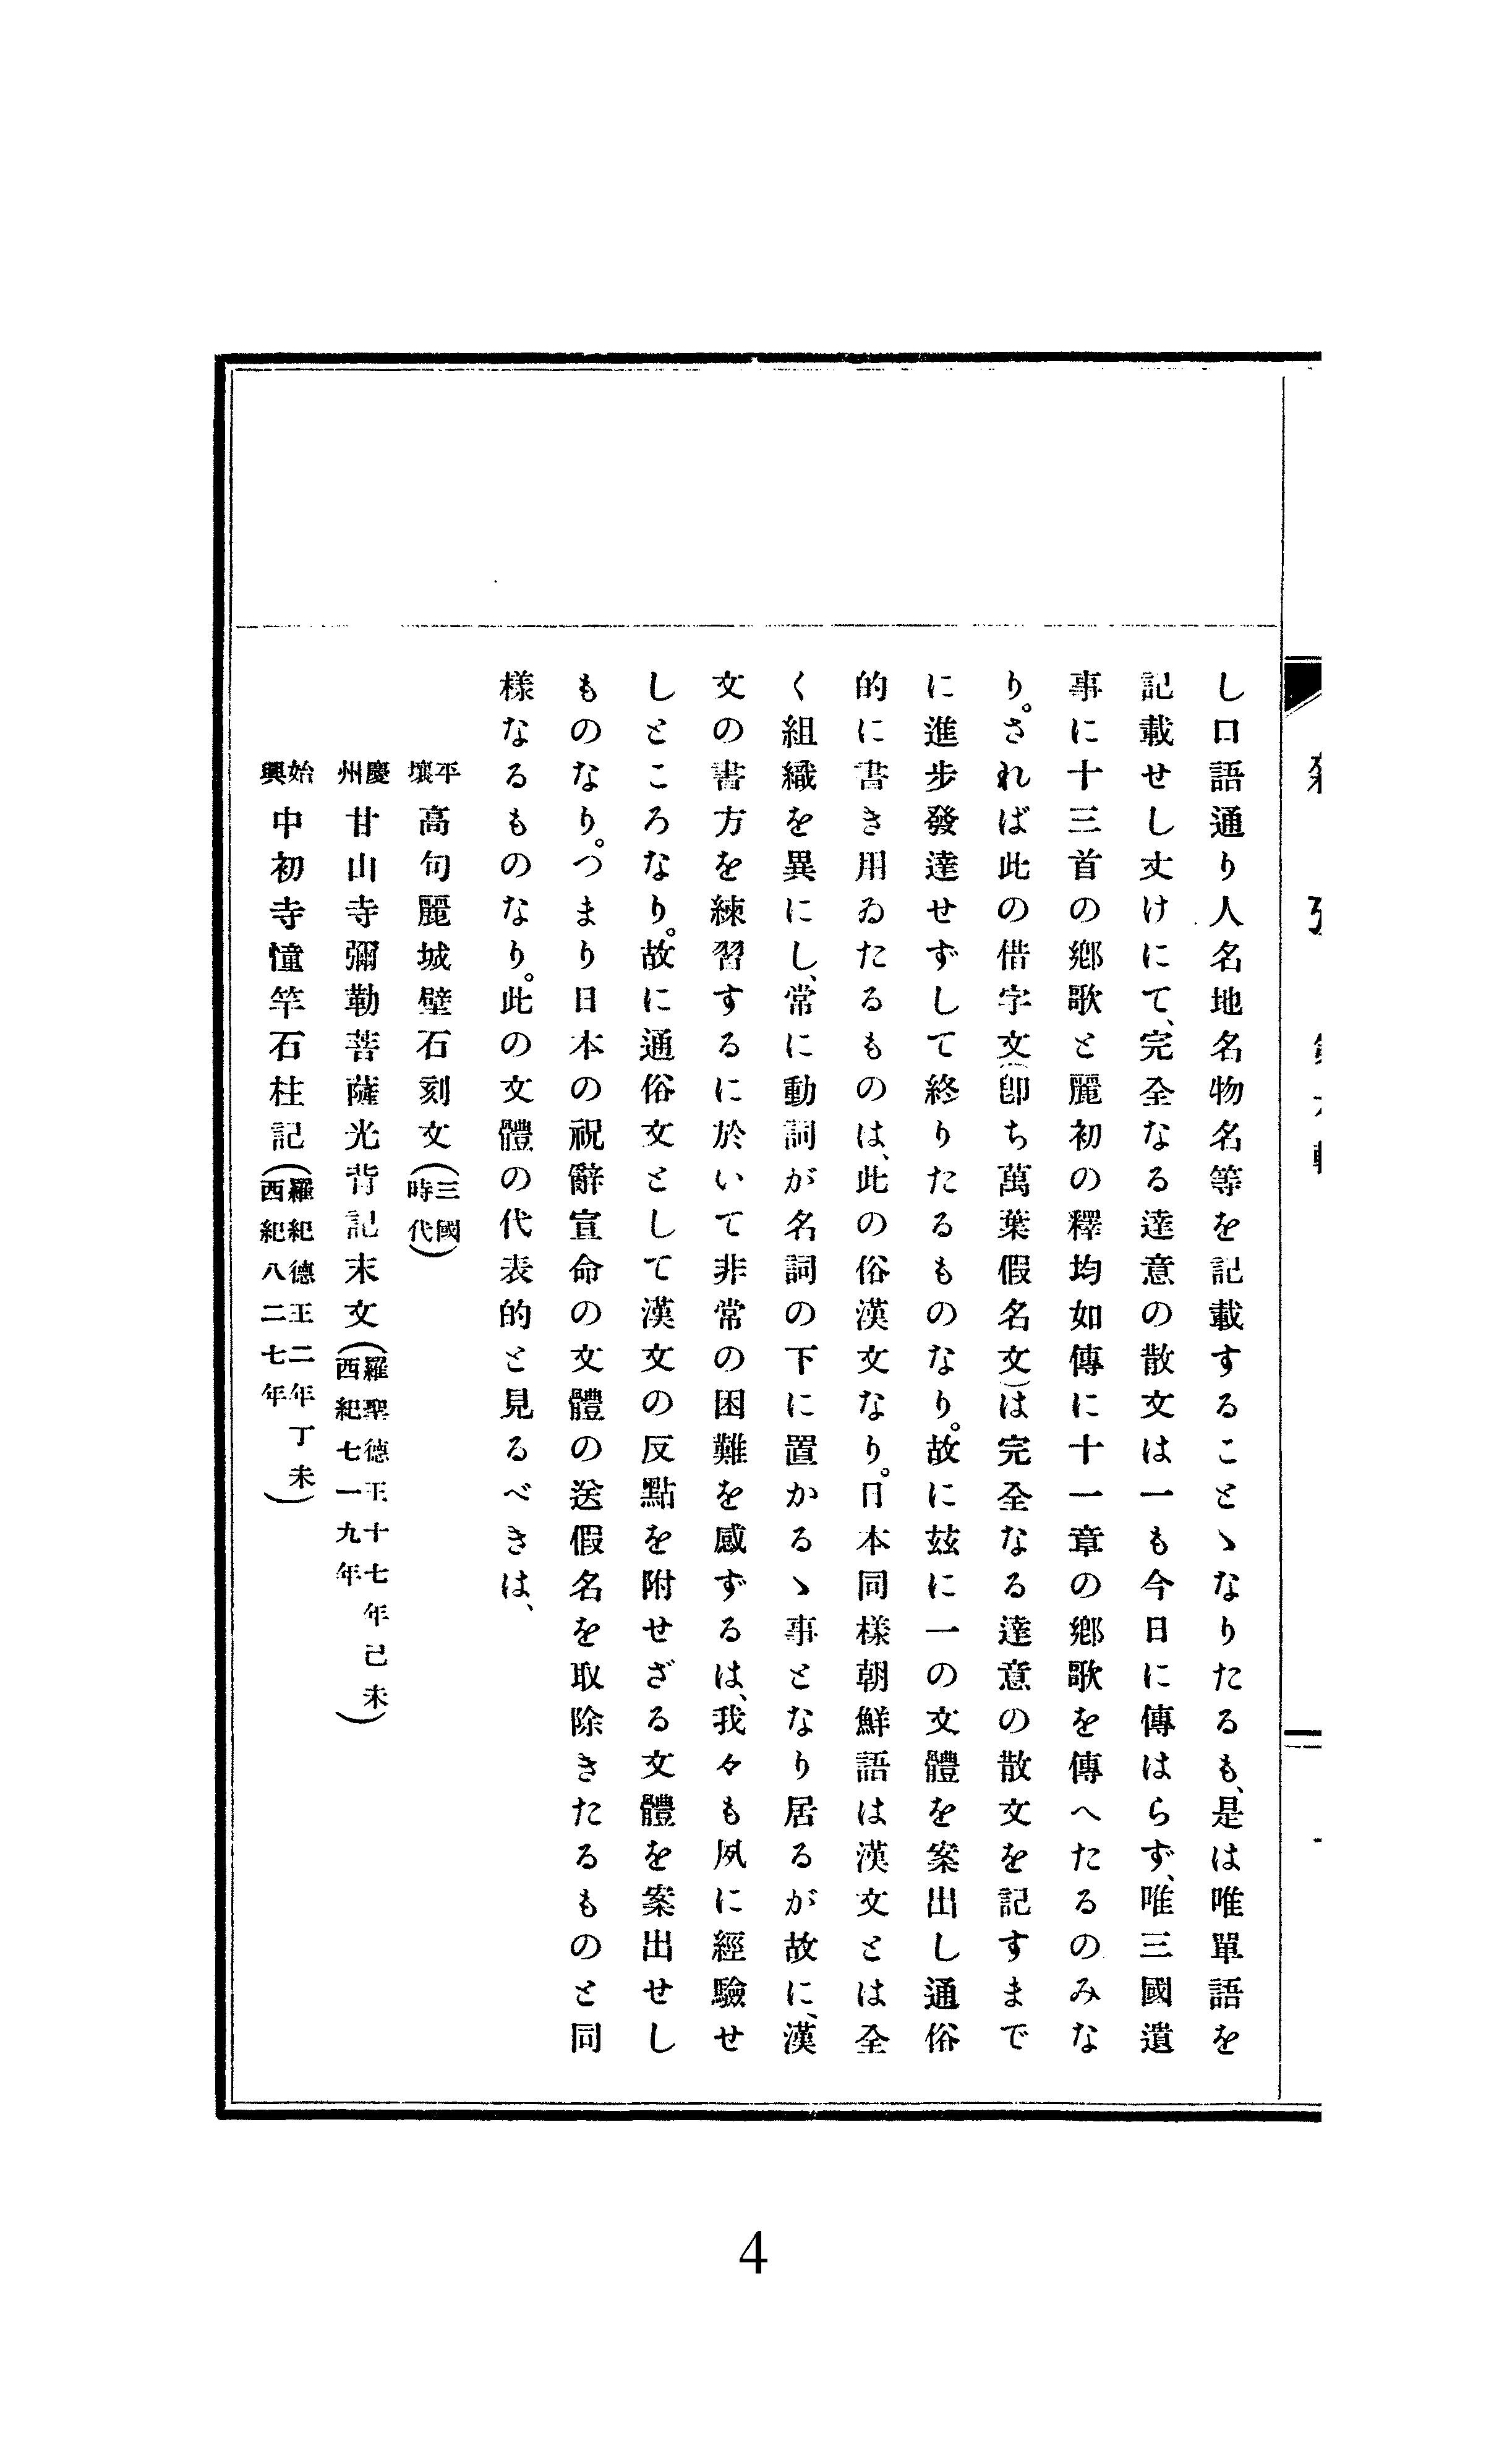 し口語通り人名地名物名等を記載することゝなりたるも、是は唯單語を
記載せし丈けにて、完全なる達意の散文は一も今日に傳はらず、唯三國遺
事に十三首の鄕歌と麗初の釋均如傳に十一章の鄕歌を傳へたるのみな
り。されば此の借字文(卽ち萬葉假名文)は完全なる達意の散文を記すまで
に進步發達せずして終りたるものなり。故に玆に一の文體を案出し通俗
的に書き用ゐたるものは、此の俗漢文なり。日本同樣朝鮮語は漢文とは全
く組織を異にし、常に動詞が名詞の下に置かるゝ事となり居るが故に、漢
文の書方を練習するに於いて非常の困難を感ずるは、我々も夙に經驗せ
しところなり。故に通俗文として漢文の反點を附せざる文體を案出せし
ものなり。つまり日本の祝辭宣命の文體の送假名を取除きたるものと同
樣なるものなり。此の文體の代表的と見るべきは、
平壤 高句麗城壁石刻文(三國時代)
慶州 甘山寺彌勒菩薩光背記末文(羅聖德王十七年已未 西紀七一九年)
始興 中初寺憧竿石柱記(羅紀德王二年丁未 西紀八二七年)
4